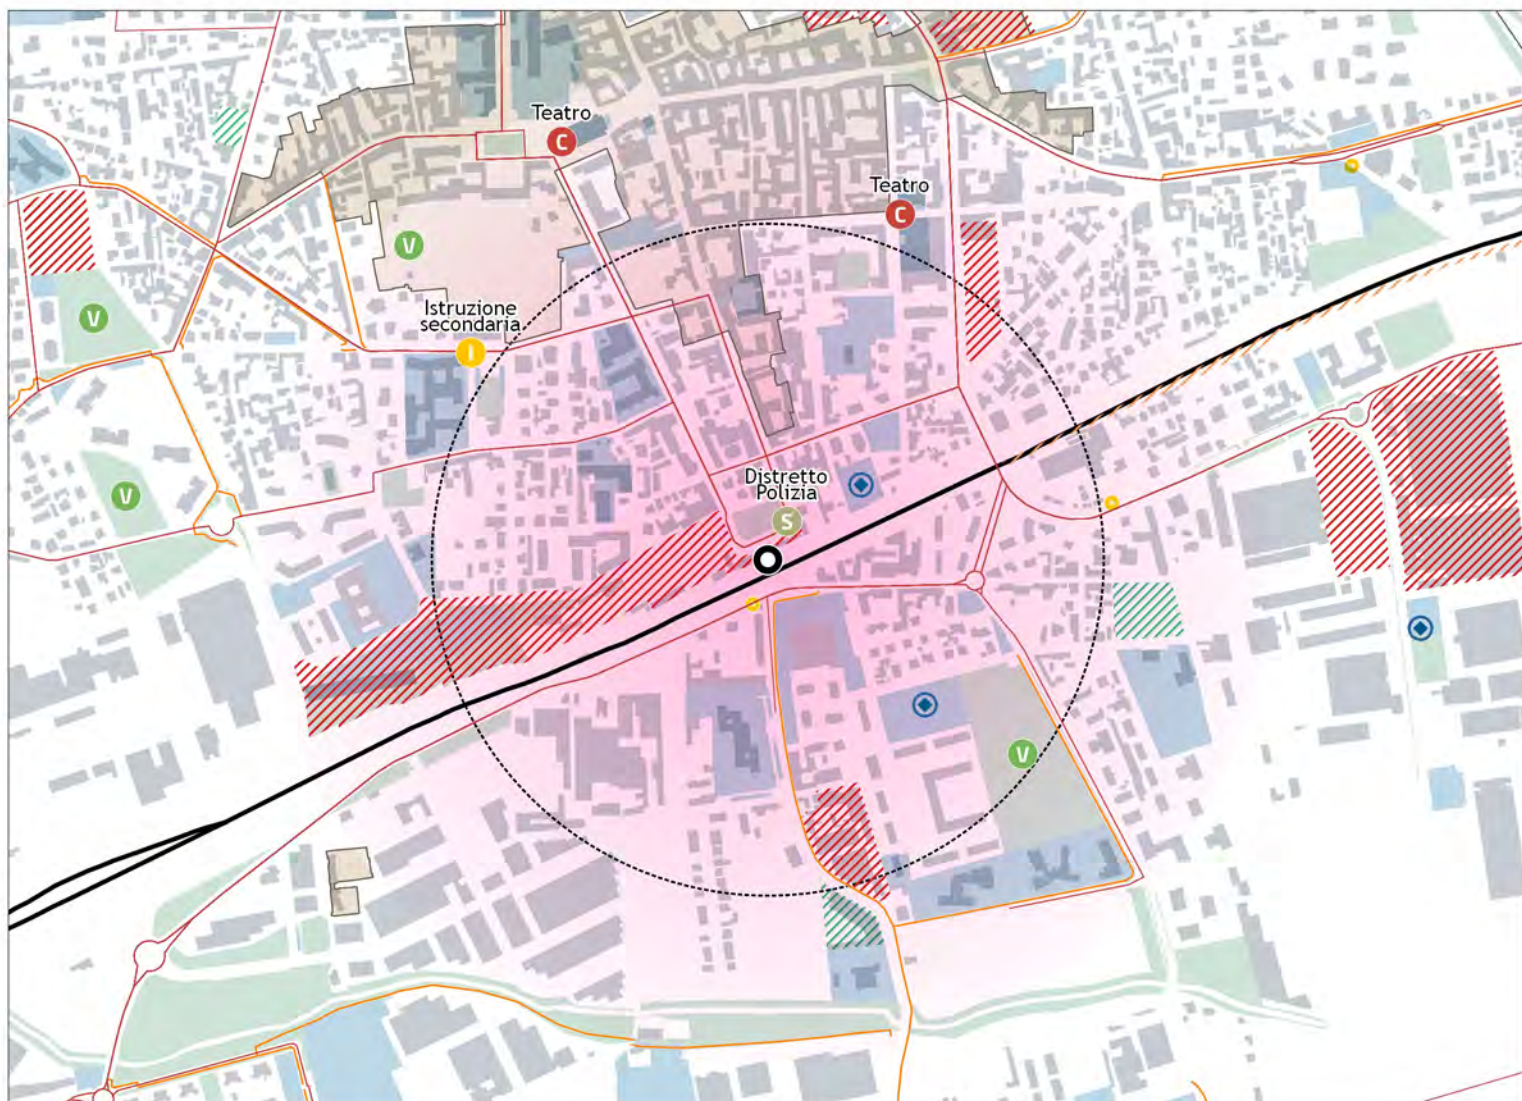 Teatro
C
Teatro
C
V
Istruzione
secondaria
V
I
Distretto
Polizia
V
S
V